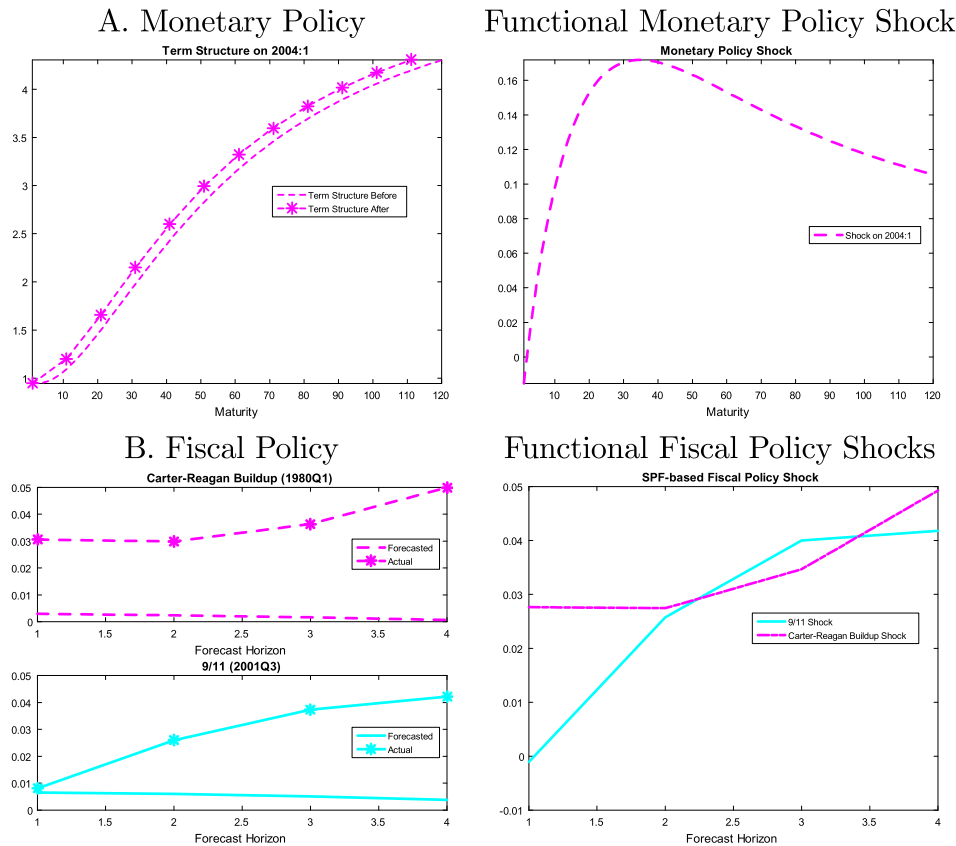 A. Monetary Policy
Functional Monetary Policy Shock
Term Structure on 2004:1
4
3.5
3
2.5
2
1.5
1
Term Structure Before
Term Structure After
10 20 30 40 50 60 70 80 90 100 110 120
Maturity
Monetary Policy Shock
0.16
0.14
0.12
0.1
0.08
0.06
0.04
0.02
0
Shock on 2004:1
10 20 30 40 50 60 70 80 90 100 110 120
Maturity
B. Fiscal Policy
Functional Fiscal Policy Shocks
Carter-Reagan Buildup (1980Q1)
0.05
0.04
0.03
0.02
0.01
0
Forecasted
Actual
1 1.5 2 2.5 3 3.5 4
Forecast Horizon
9/11 (2001Q3)
0.05
0.04
0.03
0.02
0.01
0
Forecasted
Actual
1 1.5 2 2.5 3 3.5 4
Forecast Horizon
SPF-based Fiscal Policy Shock
0.05
0.04
0.03
0.02
0.01
0
-0.01
9/11 Shock
Carter-Reagan Buildup Shock
1 1.5 2 2.5 3 3.5 4
Forecast Horizon